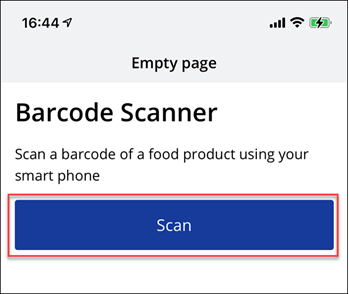 16:44
Empty page
Barcode Scanner
Scan a barcode of a food product using your
smart phone
Scan